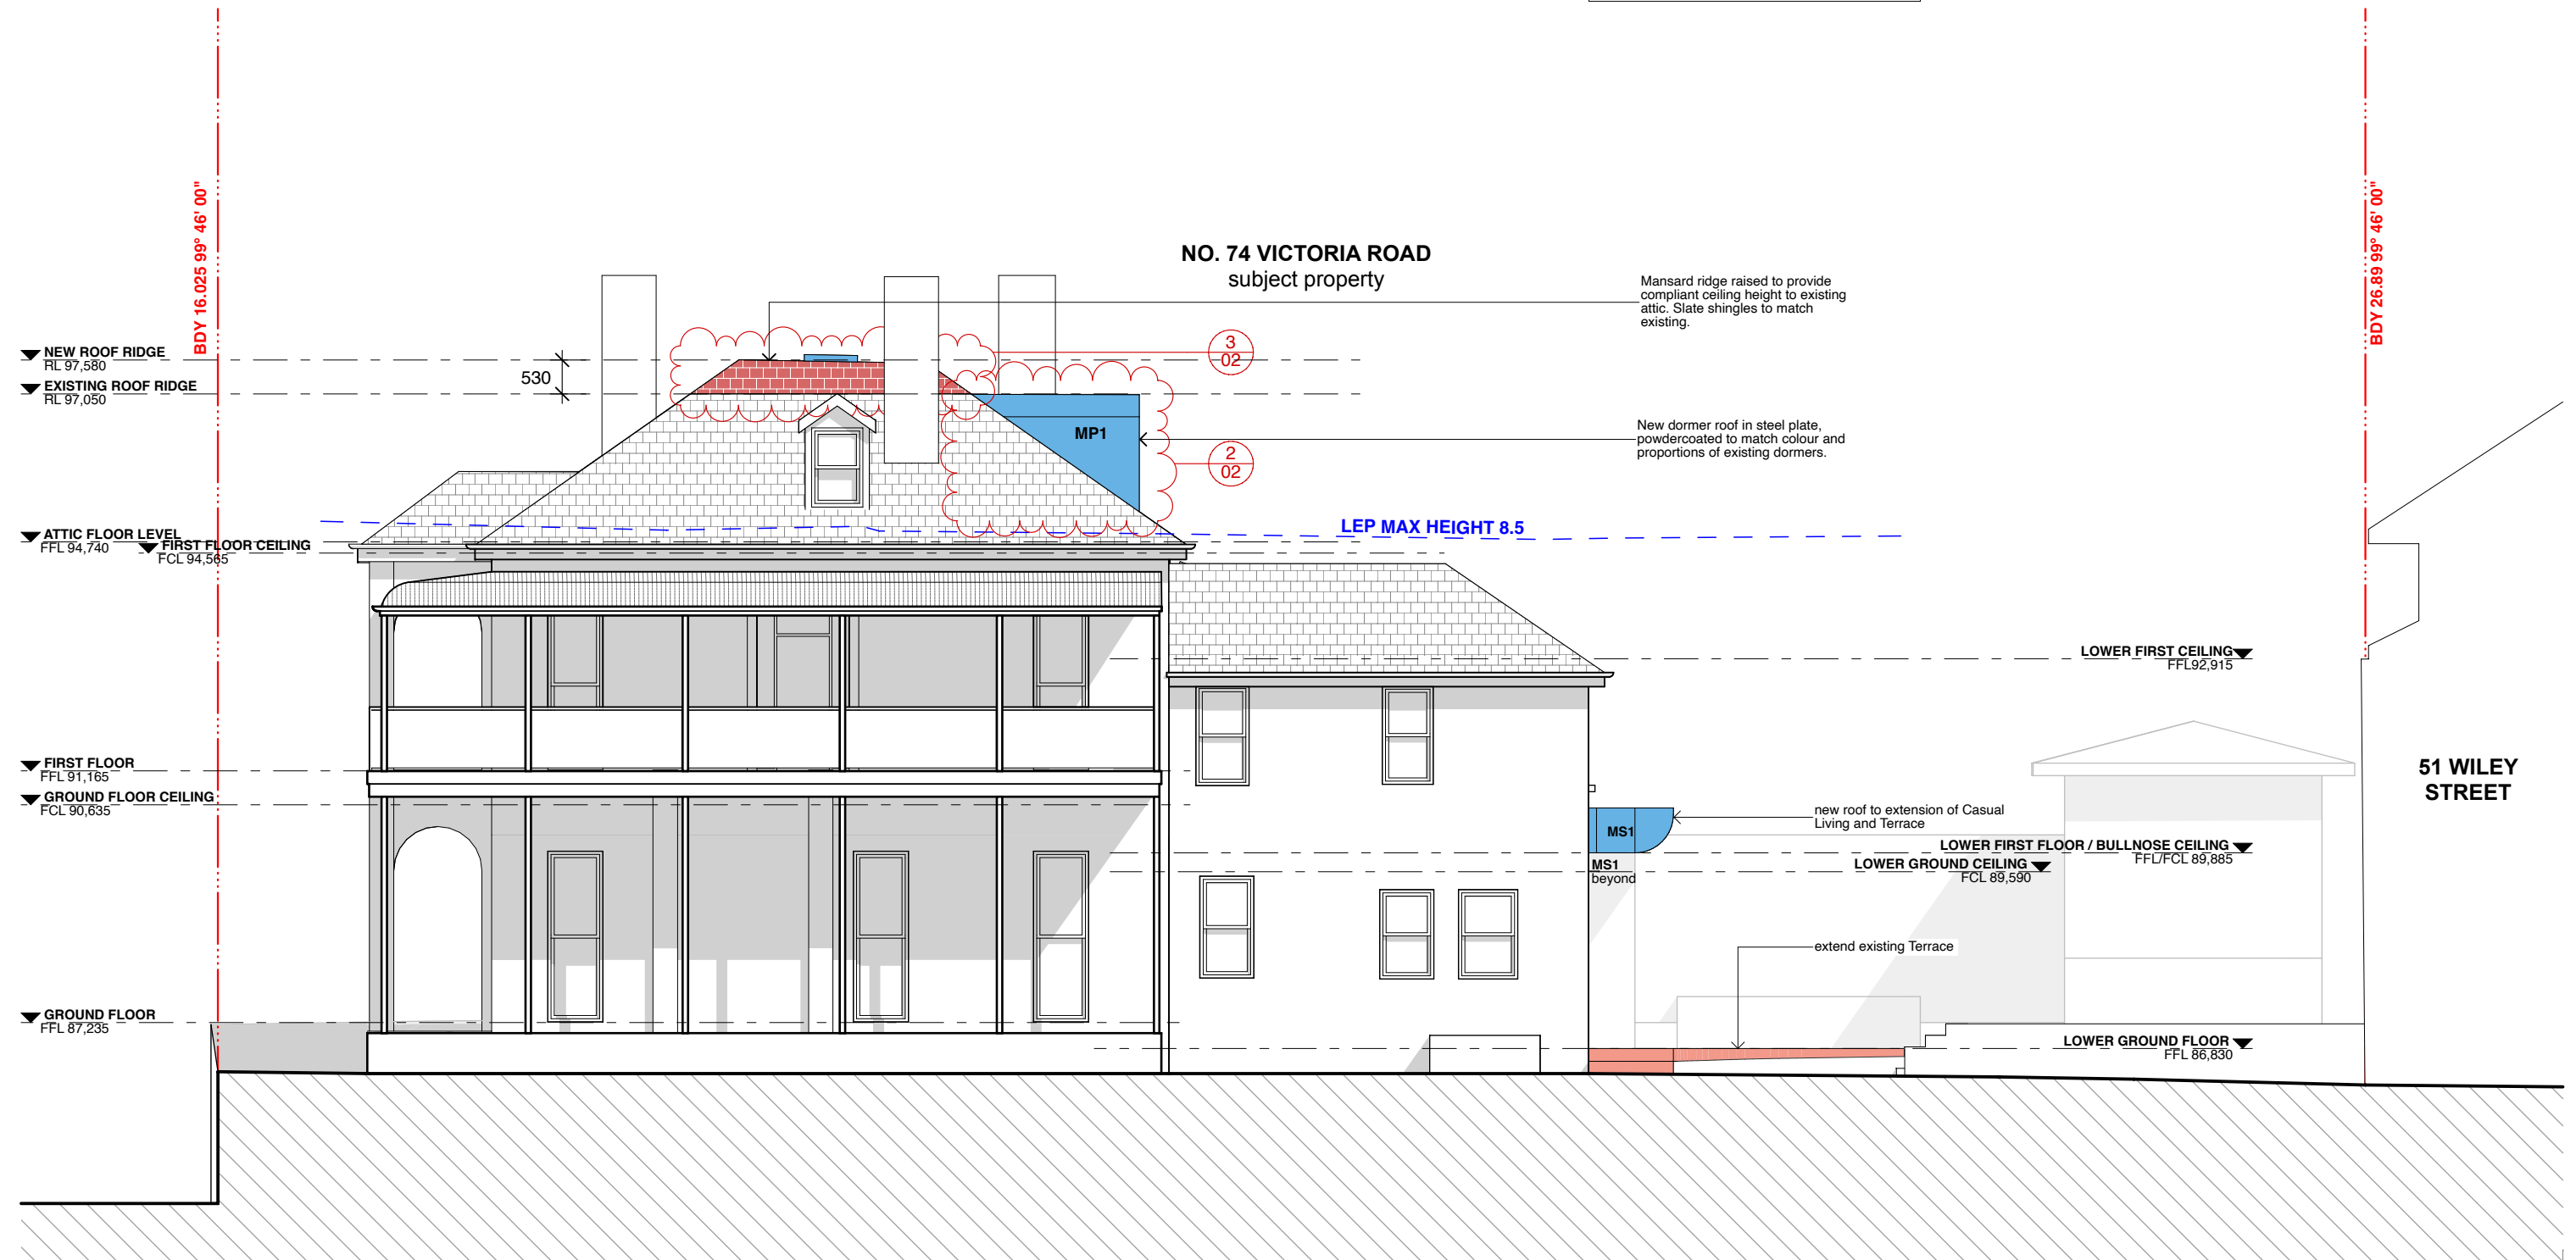 NO. 74 VICTORIA ROAD
subject property
BDY 16.025 99° 46' 00"
BDY 26.89 99° 46' 00"
Mansard ridge raised to provide
compliant ceiling height to existing
attic. Slate shingles to match
existing.
3
02
NEW ROOF RIDGE
RL 97,580
530
EXISTING ROOF RIDGE
RL 97,050
MP1
New dormer roof in steel plate,
powdercoated to match colour and
proportions of existing dormers.
2
02
LEP MAX HEIGHT 8.5
ATTIC FLOOR LEVEL
FFL 94,740
FIRST FLOOR CEILING
FCL 94,565
LOWER FIRST CEILING
FFL92,915
FIRST FLOOR
FFL 91,165
GROUND FLOOR CEILING
FCL 90,635
51 WILEY
STREET
new roof to extension of Casual
Living and Terrace
MS1
MS1
beyond
LOWER FIRST FLOOR / BULLNOSE CEILING
FFL/FCL 89,885
LOWER GROUND CEILING
FCL 89,590
extend existing Terrace
GROUND FLOOR
FFL 87,235
LOWER GROUND FLOOR
FFL 86,830